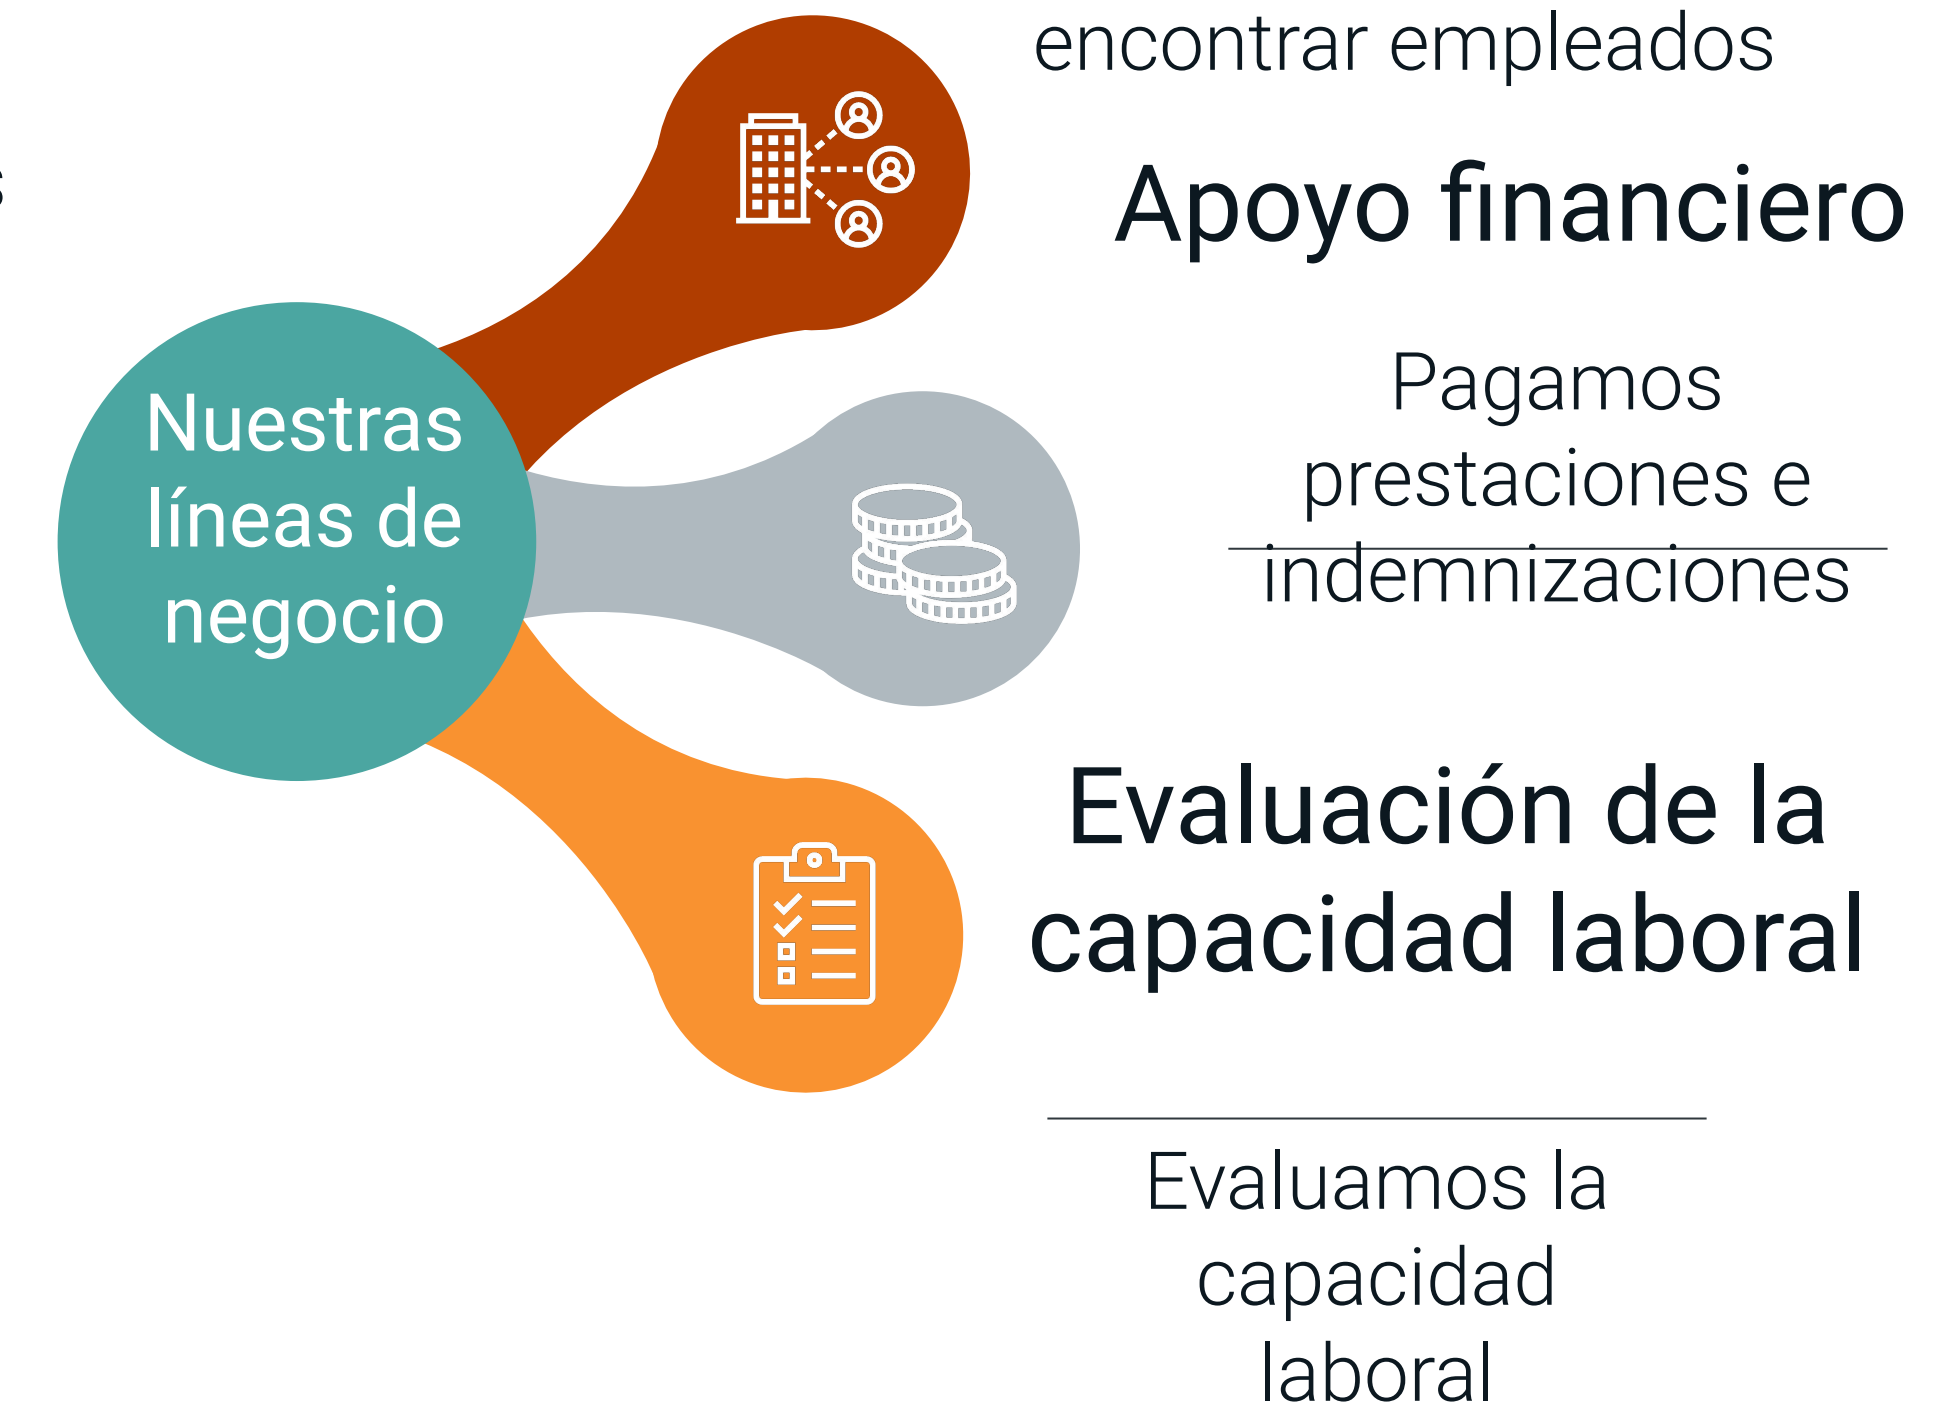 encontrar empleados
Apoyo financiero
Pagamos
prestaciones e
indemnizaciones
Nuestras
líneas de
negocio
Evaluación de la
capacidad laboral
Evaluamos la
capacidad
laboral